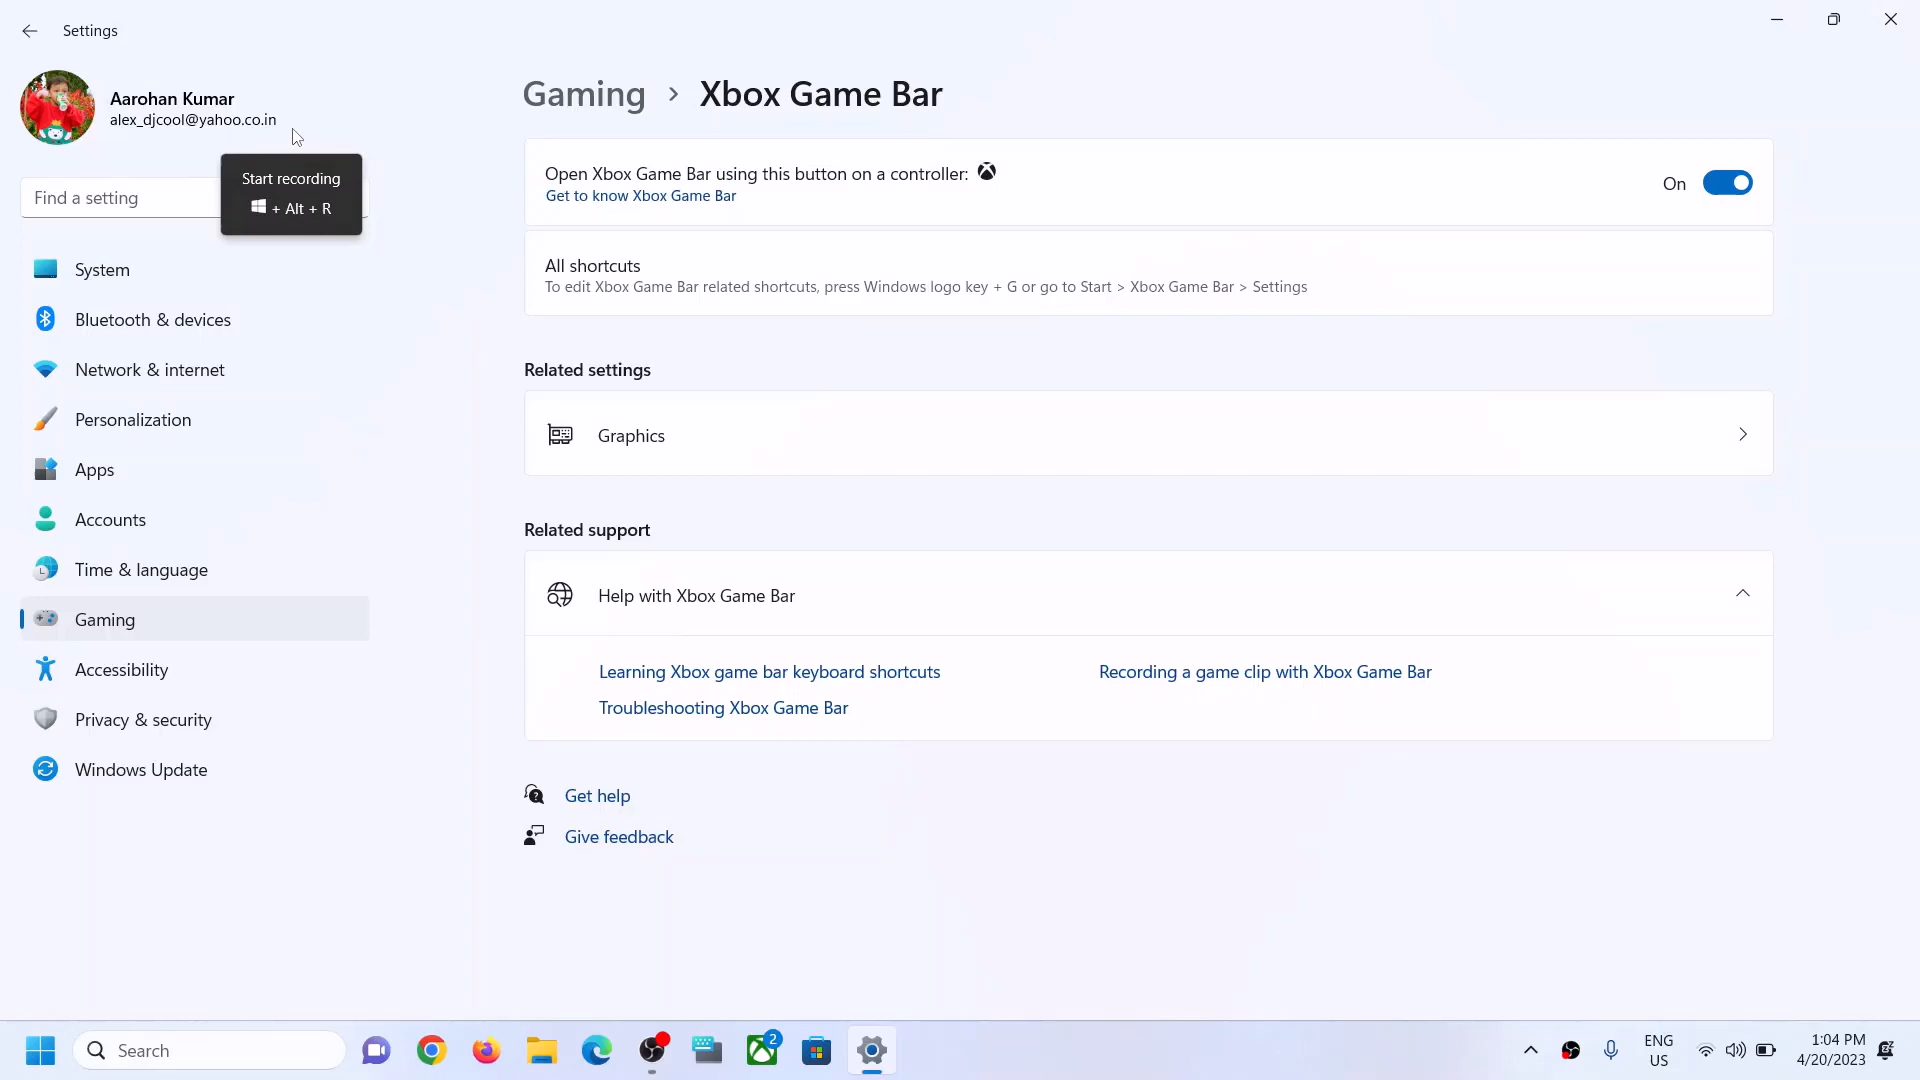 Settings
Aarohan Kumar
alex_djcool@yahoo.co.in
Start recording
+ Alt + R
Find a setting
System
Bluetooth & devices
Network & internet
Personalization
Apps
Accounts
Time & language
Gaming
Accessibility
Privacy & security
Windows Update
Gaming > Xbox Game Bar
Open Xbox Game Bar using this button on a controller:
Get to know Xbox Game Bar
On
All shortcuts
To edit Xbox Game Bar related shortcuts, press Windows logo key + G or go to Start > Xbox Game Bar > Settings
Related settings
Graphics
Related support
Help with Xbox Game Bar
Learning Xbox game bar keyboard shortcuts
Recording a game clip with Xbox Game Bar
Troubleshooting Xbox Game Bar
Get help
Give feedback
Search
2
ENG
US
1:04 PM
4/20/2023